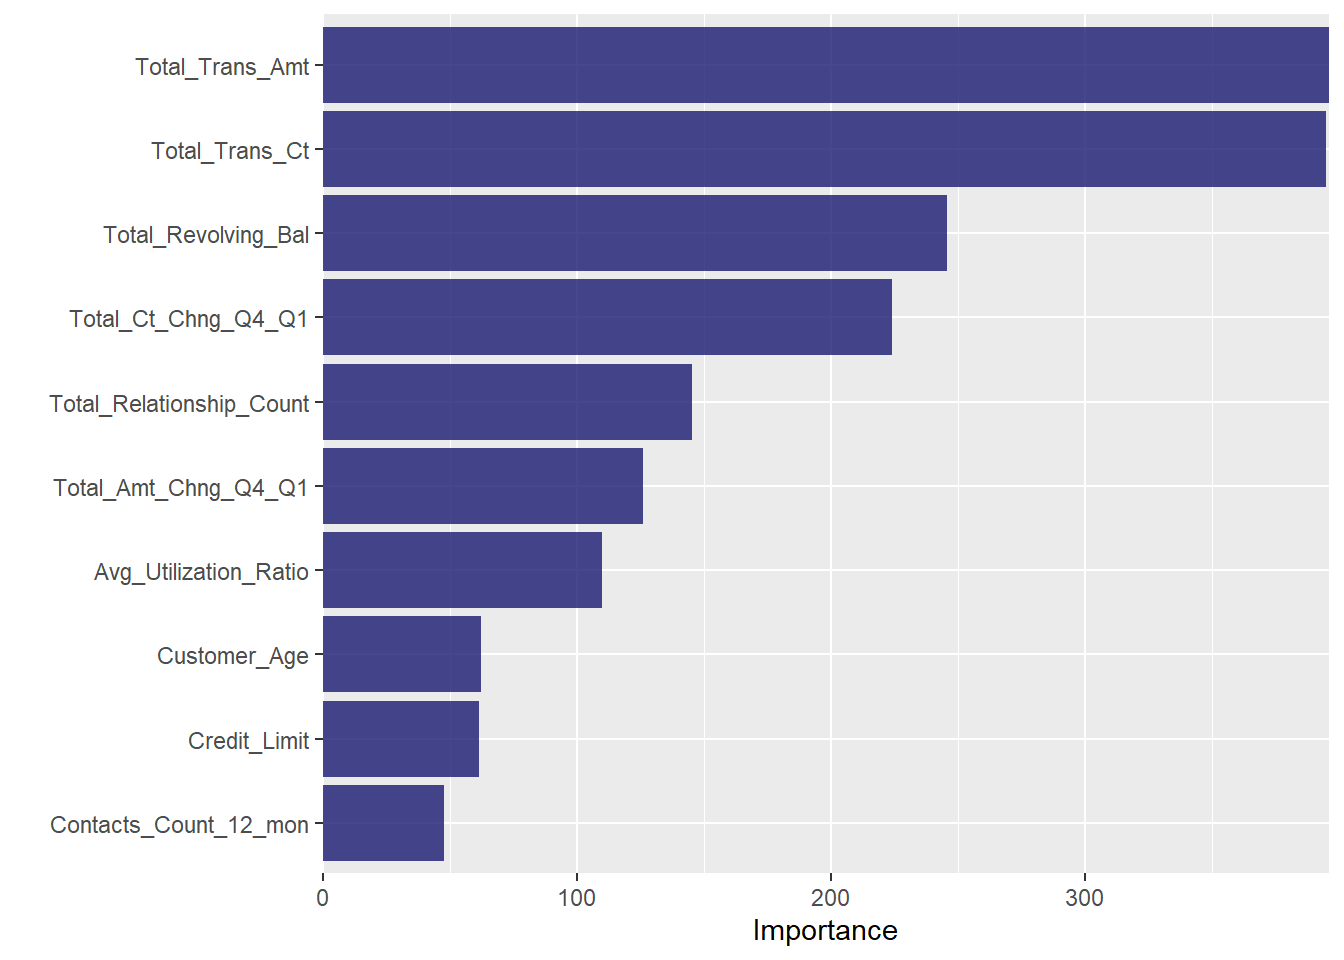 Total_Trans_Amt
Total_Trans_Ct
Total_Revolving_Bal
Total_Ct_Chng_Q4_Q1
Total_Relationship_Count
Total_Amt_Chng_Q4_Q1
Avg_Utilization_Ratio
Customer_Age
Credit_Limit
Contacts_Count_12_mon
0 100 200 300
Importance